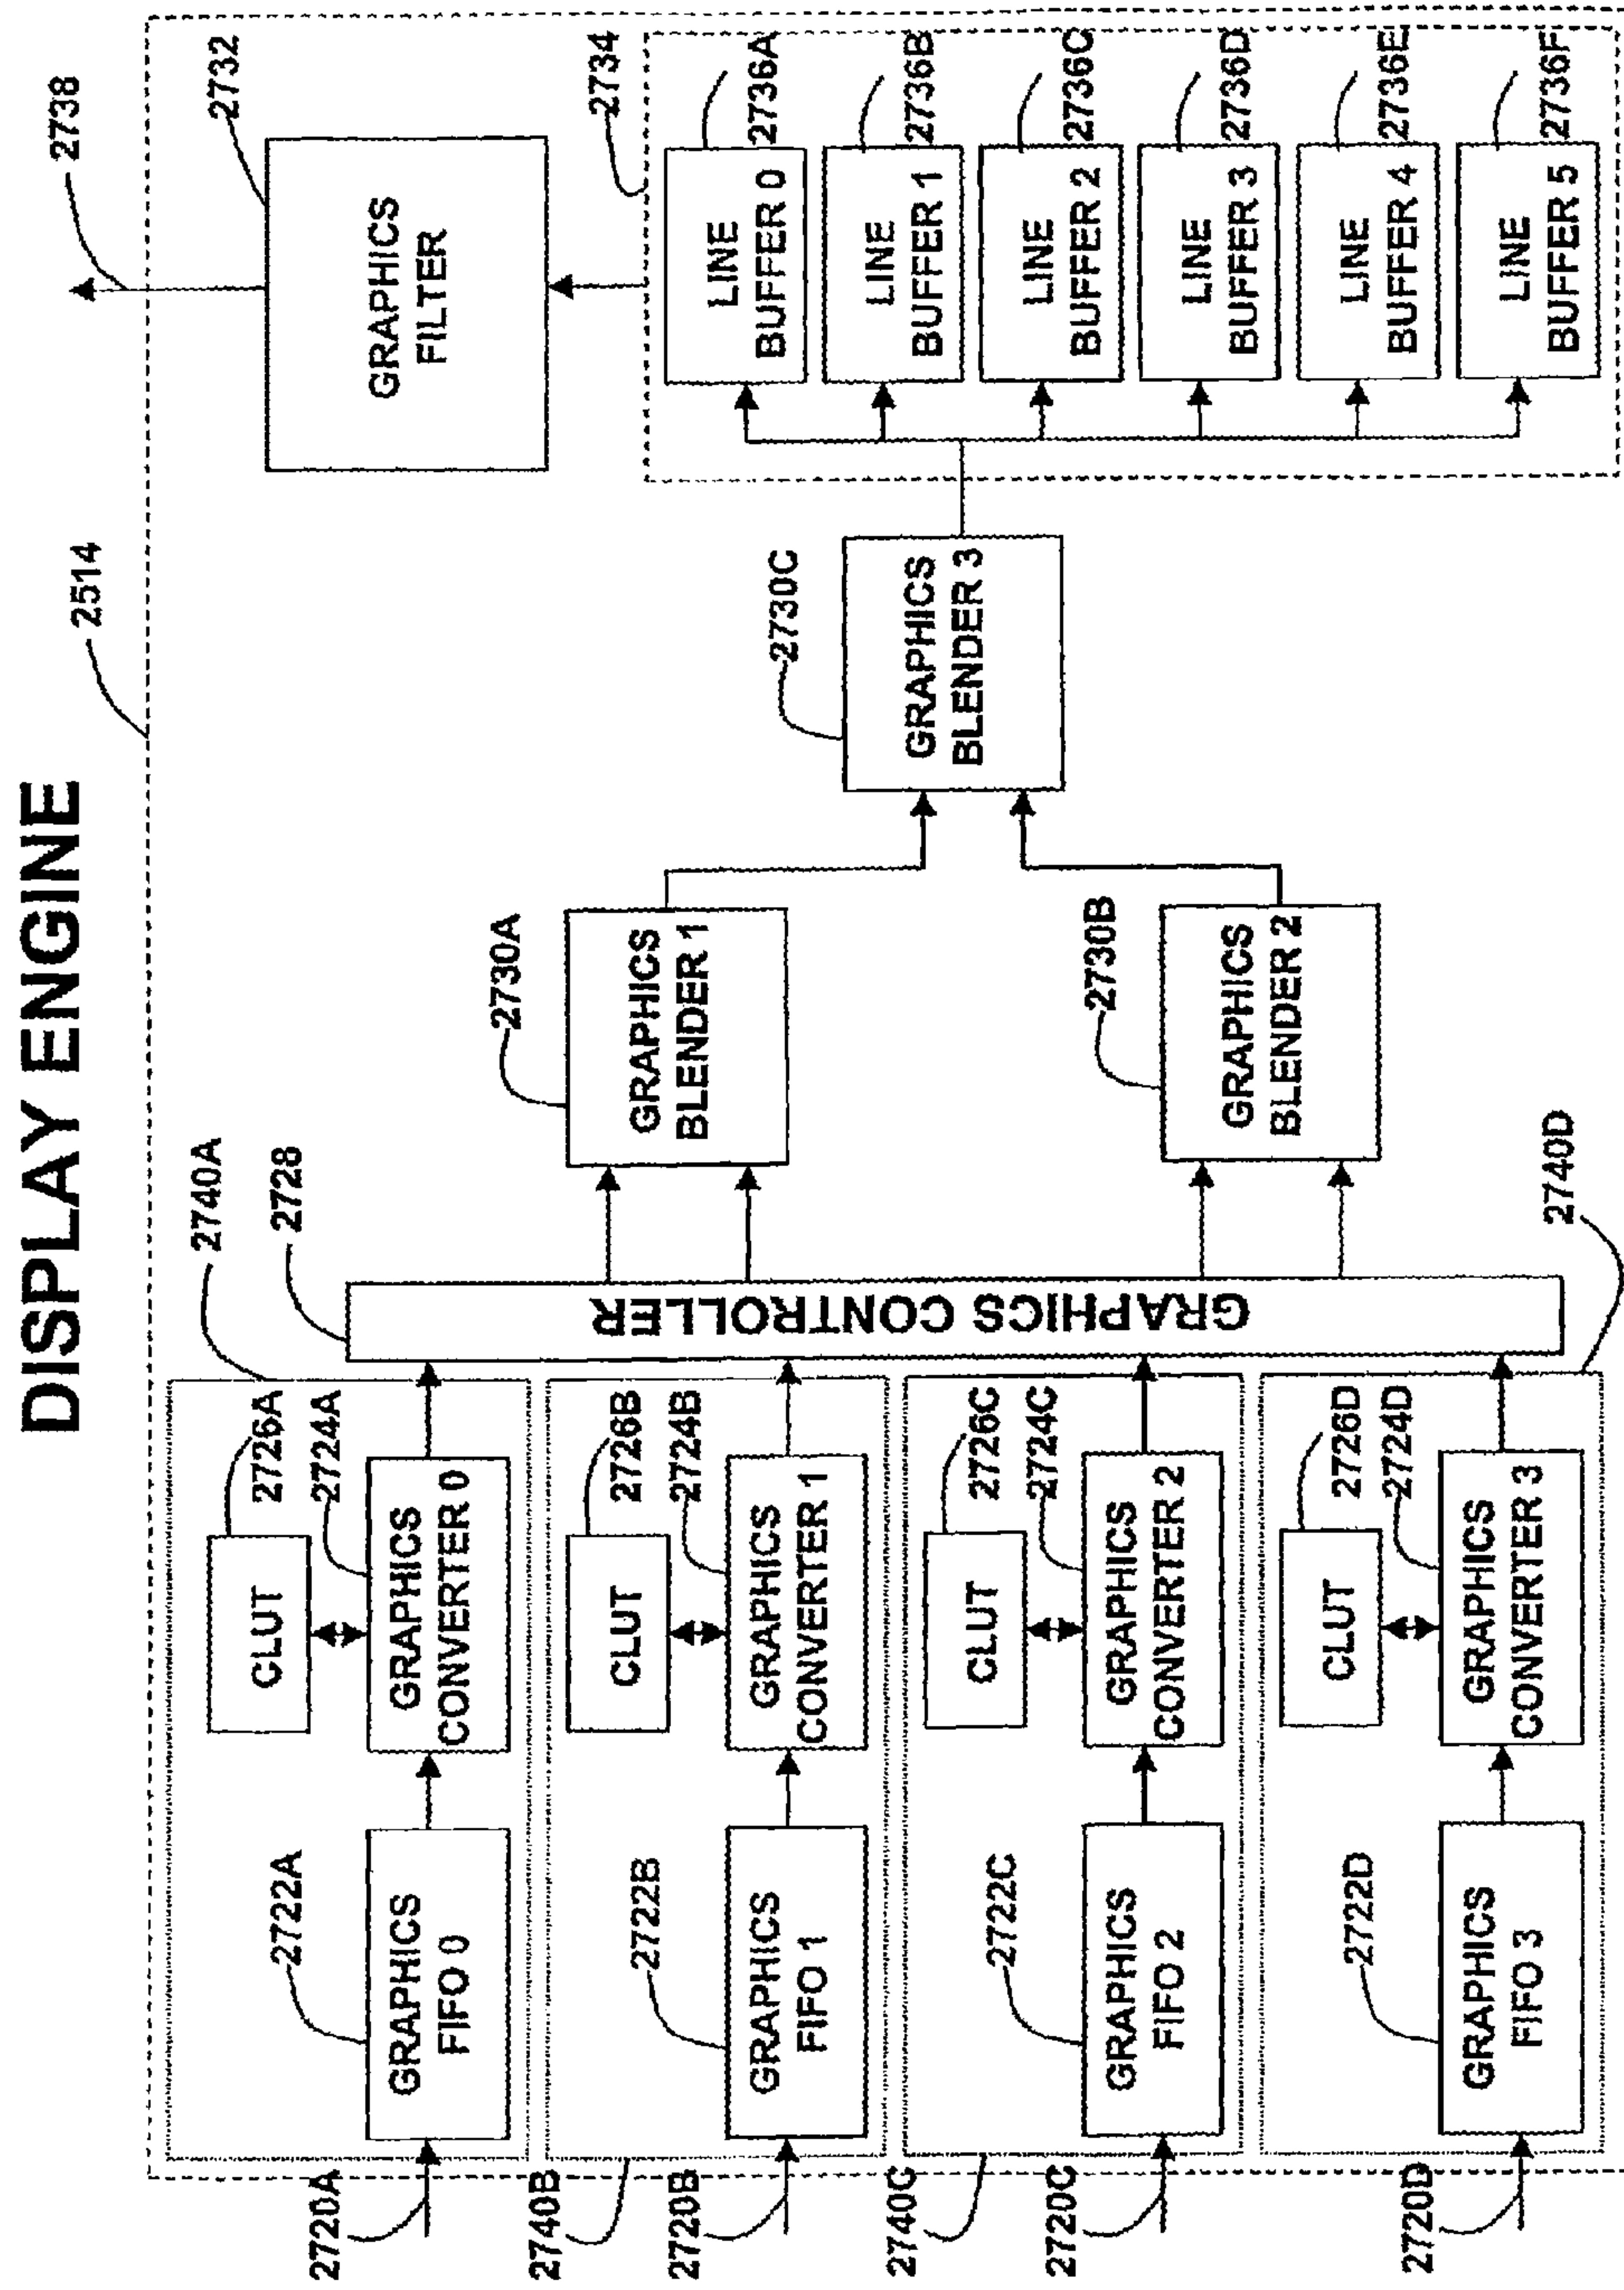 DISPLAY ENGINE
2514
2738
2732
GRAPHICS
FILTER
2734
2740A
2728
2726A
CLUT
2724A
GRAPHICS
CONVERTER 0
2722A
GRAPHICS
FIFO 0
2720A
2740B
2726B
CLUT
2724B
GRAPHICS
CONVERTER 1
2722B
GRAPHICS
FIFO 1
2720B
2740C
2726C
CLUT
2724C
GRAPHICS
CONVERTER 2
2722C
GRAPHICS
FIFO 2
2720C
2740D
2726D
CLUT
2724D
GRAPHICS
CONVERTER 3
2722D
GRAPHICS
FIFO 3
2720D
GRAPHICS CONTROLLER
2730A
GRAPHICS
BLENDER 1
2730B
GRAPHICS
BLENDER 2
2730C
GRAPHICS
BLENDER 3
LINE
BUFFER 0
2736A
LINE
BUFFER 1
2736B
LINE
BUFFER 2
2736C
LINE
BUFFER 3
2736D
LINE
BUFFER 4
2736E
LINE
BUFFER 5
2736F